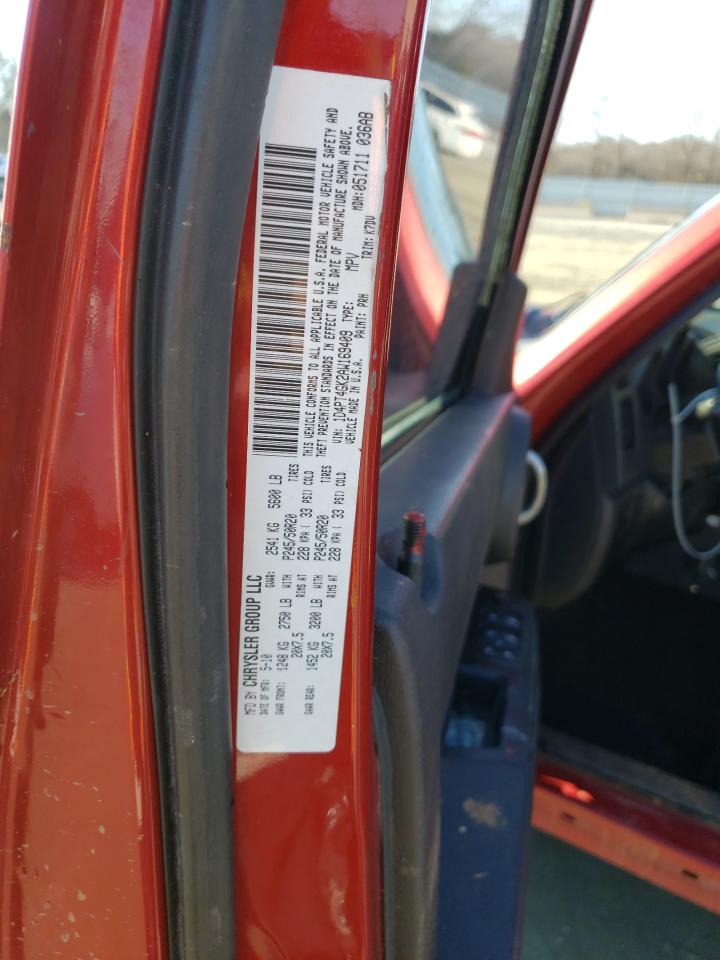 MFD BY CHRYSLER GROUP LLC
DATE OF MFR: 5-10 GVWR: 2541 KG 5600 LB
GAWR FRONT: 1248 KG 2750 LB WITH P245/50R20 TIRES
20X7.5 RIMS AT 228 KPA ( 33 PSI) COLD
GAWR REAR: 1452 KG 3200 LB WITH P245/50R20 TIRES
20X7.5 RIMS AT 228 KPA ( 33 PSI) COLD
THIS VEHICLE CONFORMS TO ALL APPLICABLE U.S.A. FEDERAL MOTOR VEHICLE SAFETY AND
THEFT PREVENTION STANDARDS IN EFFECT ON THE DATE OF MANUFACTURE SHOWN ABOVE.
VIN: 1D4PT4GK2AW169409 TYPE: MPV MDH:051711 036AB
VEHICLE MADE IN U.S.A. PAINT: PRH TRIM: K7DV